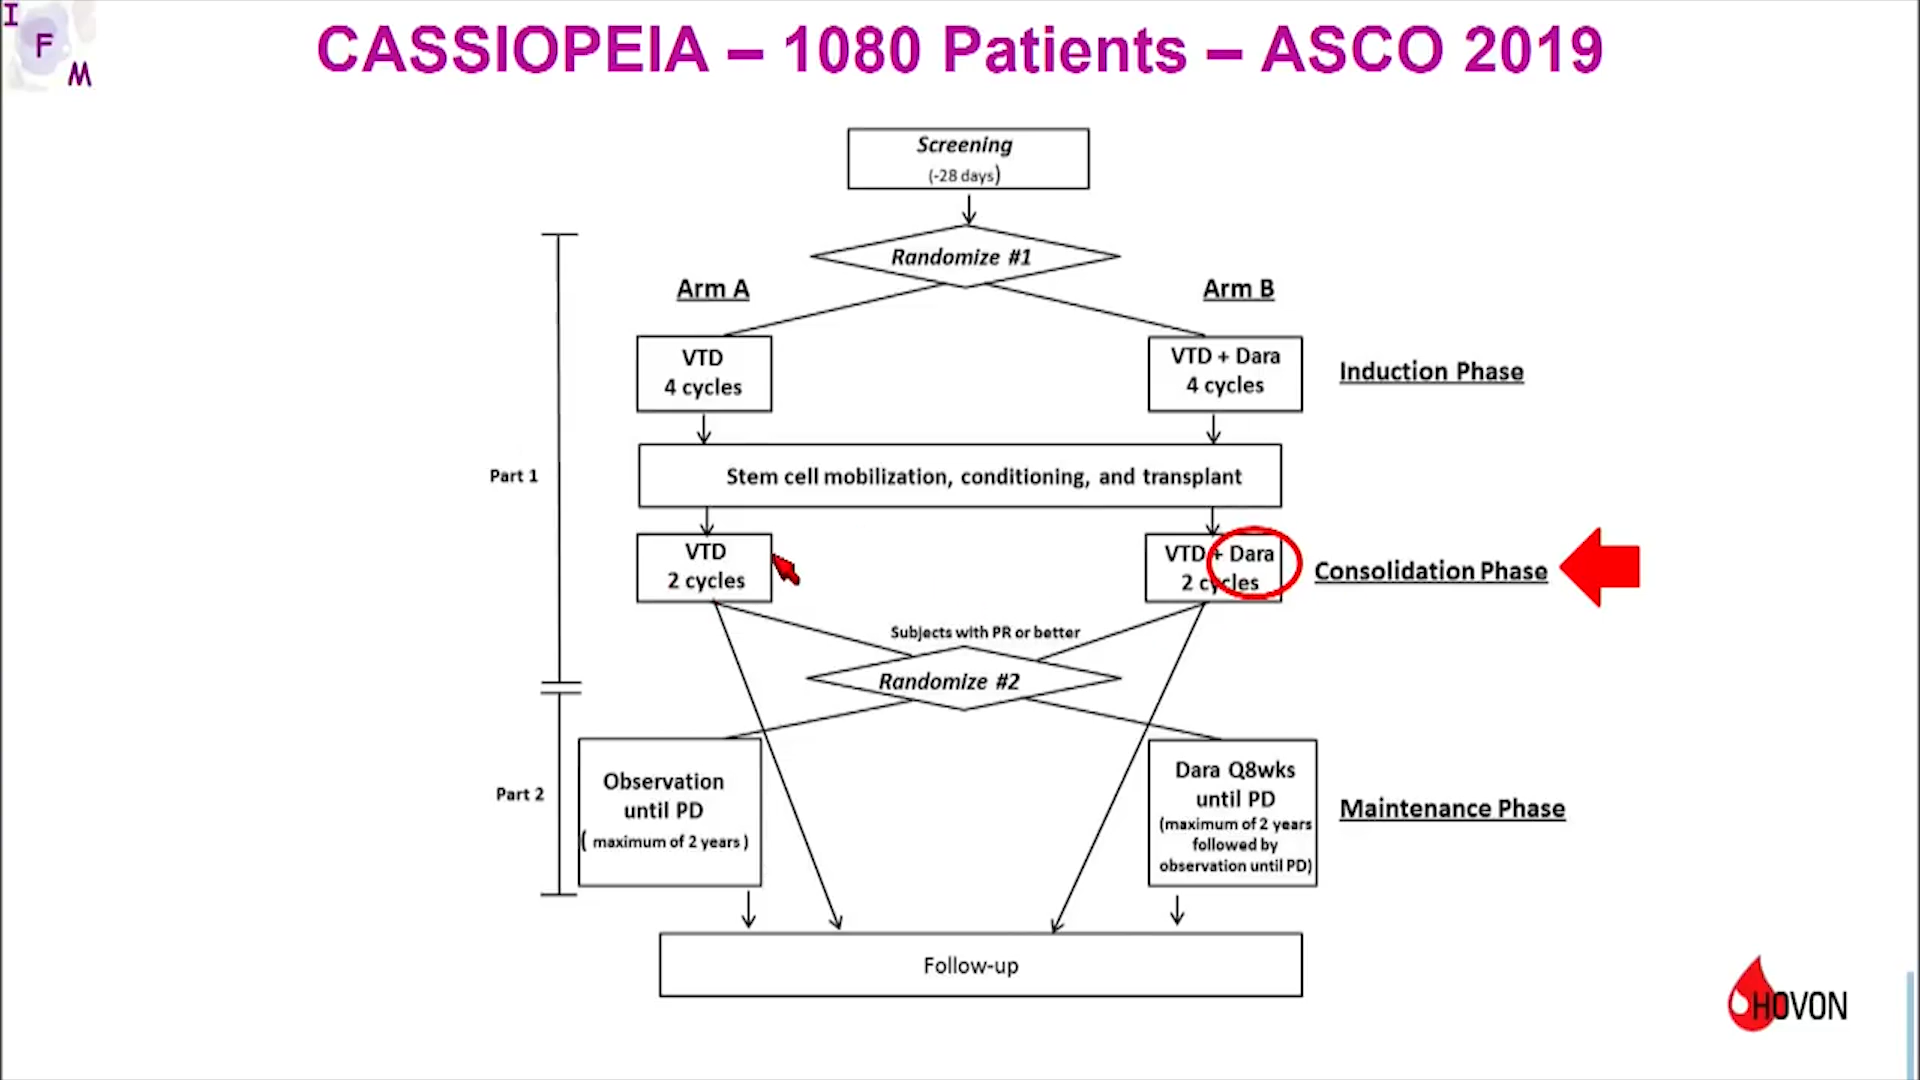 I
F
M
CASSIOPEIA – 1080 Patients – ASCO 2019
Screening
(-28 days)
Randomize #1
Arm A
Arm B
VTD
4 cycles
VTD + Dara
4 cycles
Induction Phase
Part 1
Stem cell mobilization, conditioning, and transplant
VTD
2 cycles
VTD + Dara
2 cycles
Consolidation Phase
Subjects with PR or better
Randomize #2
Part 2
Observation
until PD
( maximum of 2 years )
Dara Q8wks
until PD
(maximum of 2 years
followed by
observation until PD)
Maintenance Phase
Follow-up
HOVON